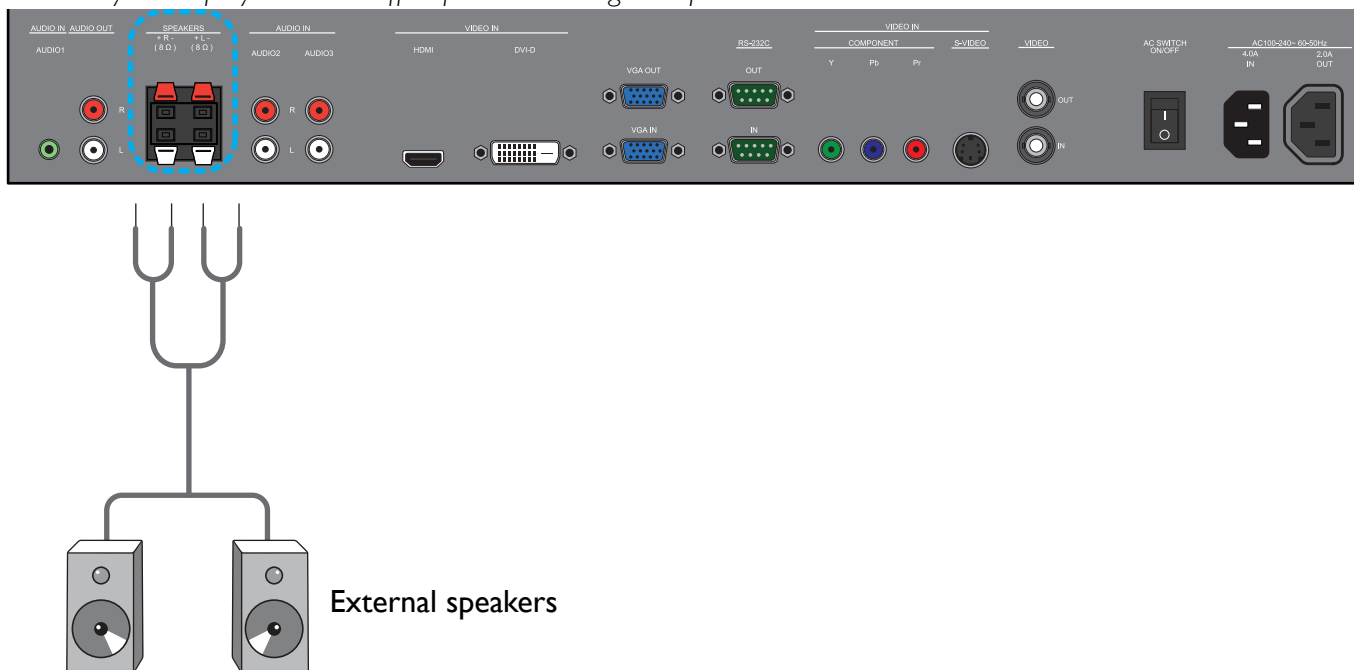 AUDIO IN AUDIO OUT SPEAKERS AUDIO IN VIDEO IN VIDEO IN
+ R - + L -
(8Ω) (8Ω)
AUDIO1 AUDIO2 AUDIO3 HDMI DVI-D RS-232C COMPONENT S-VIDEO VIDEO AC SWITCH ON/OFF AC100-240~ 60-50Hz
4.0A IN 2.0A OUT
Y Pb Pr
VGA OUT OUT
R R OUT
VGA IN IN
L L IN
External speakers